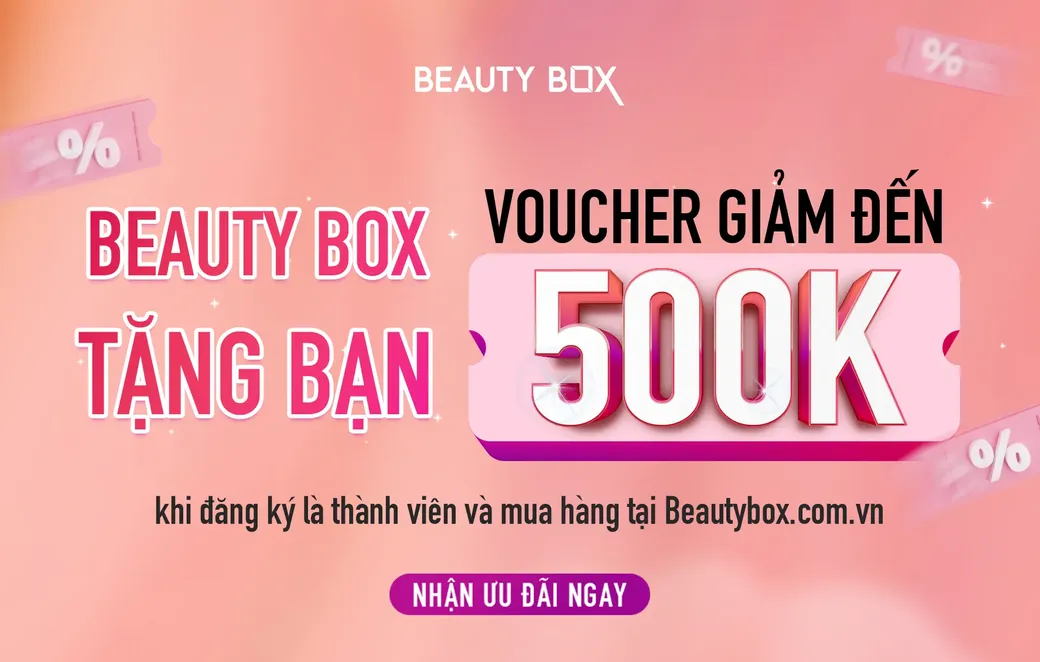 BEAUTY BOX
%
%
BEAUTY BOX
TẶNG BẠN
VOUCHER GIẢM ĐẾN
500K
%
khi đăng ký là thành viên và mua hàng tại Beautybox.com.vn
NHẬN ƯU ĐÃI NGAY